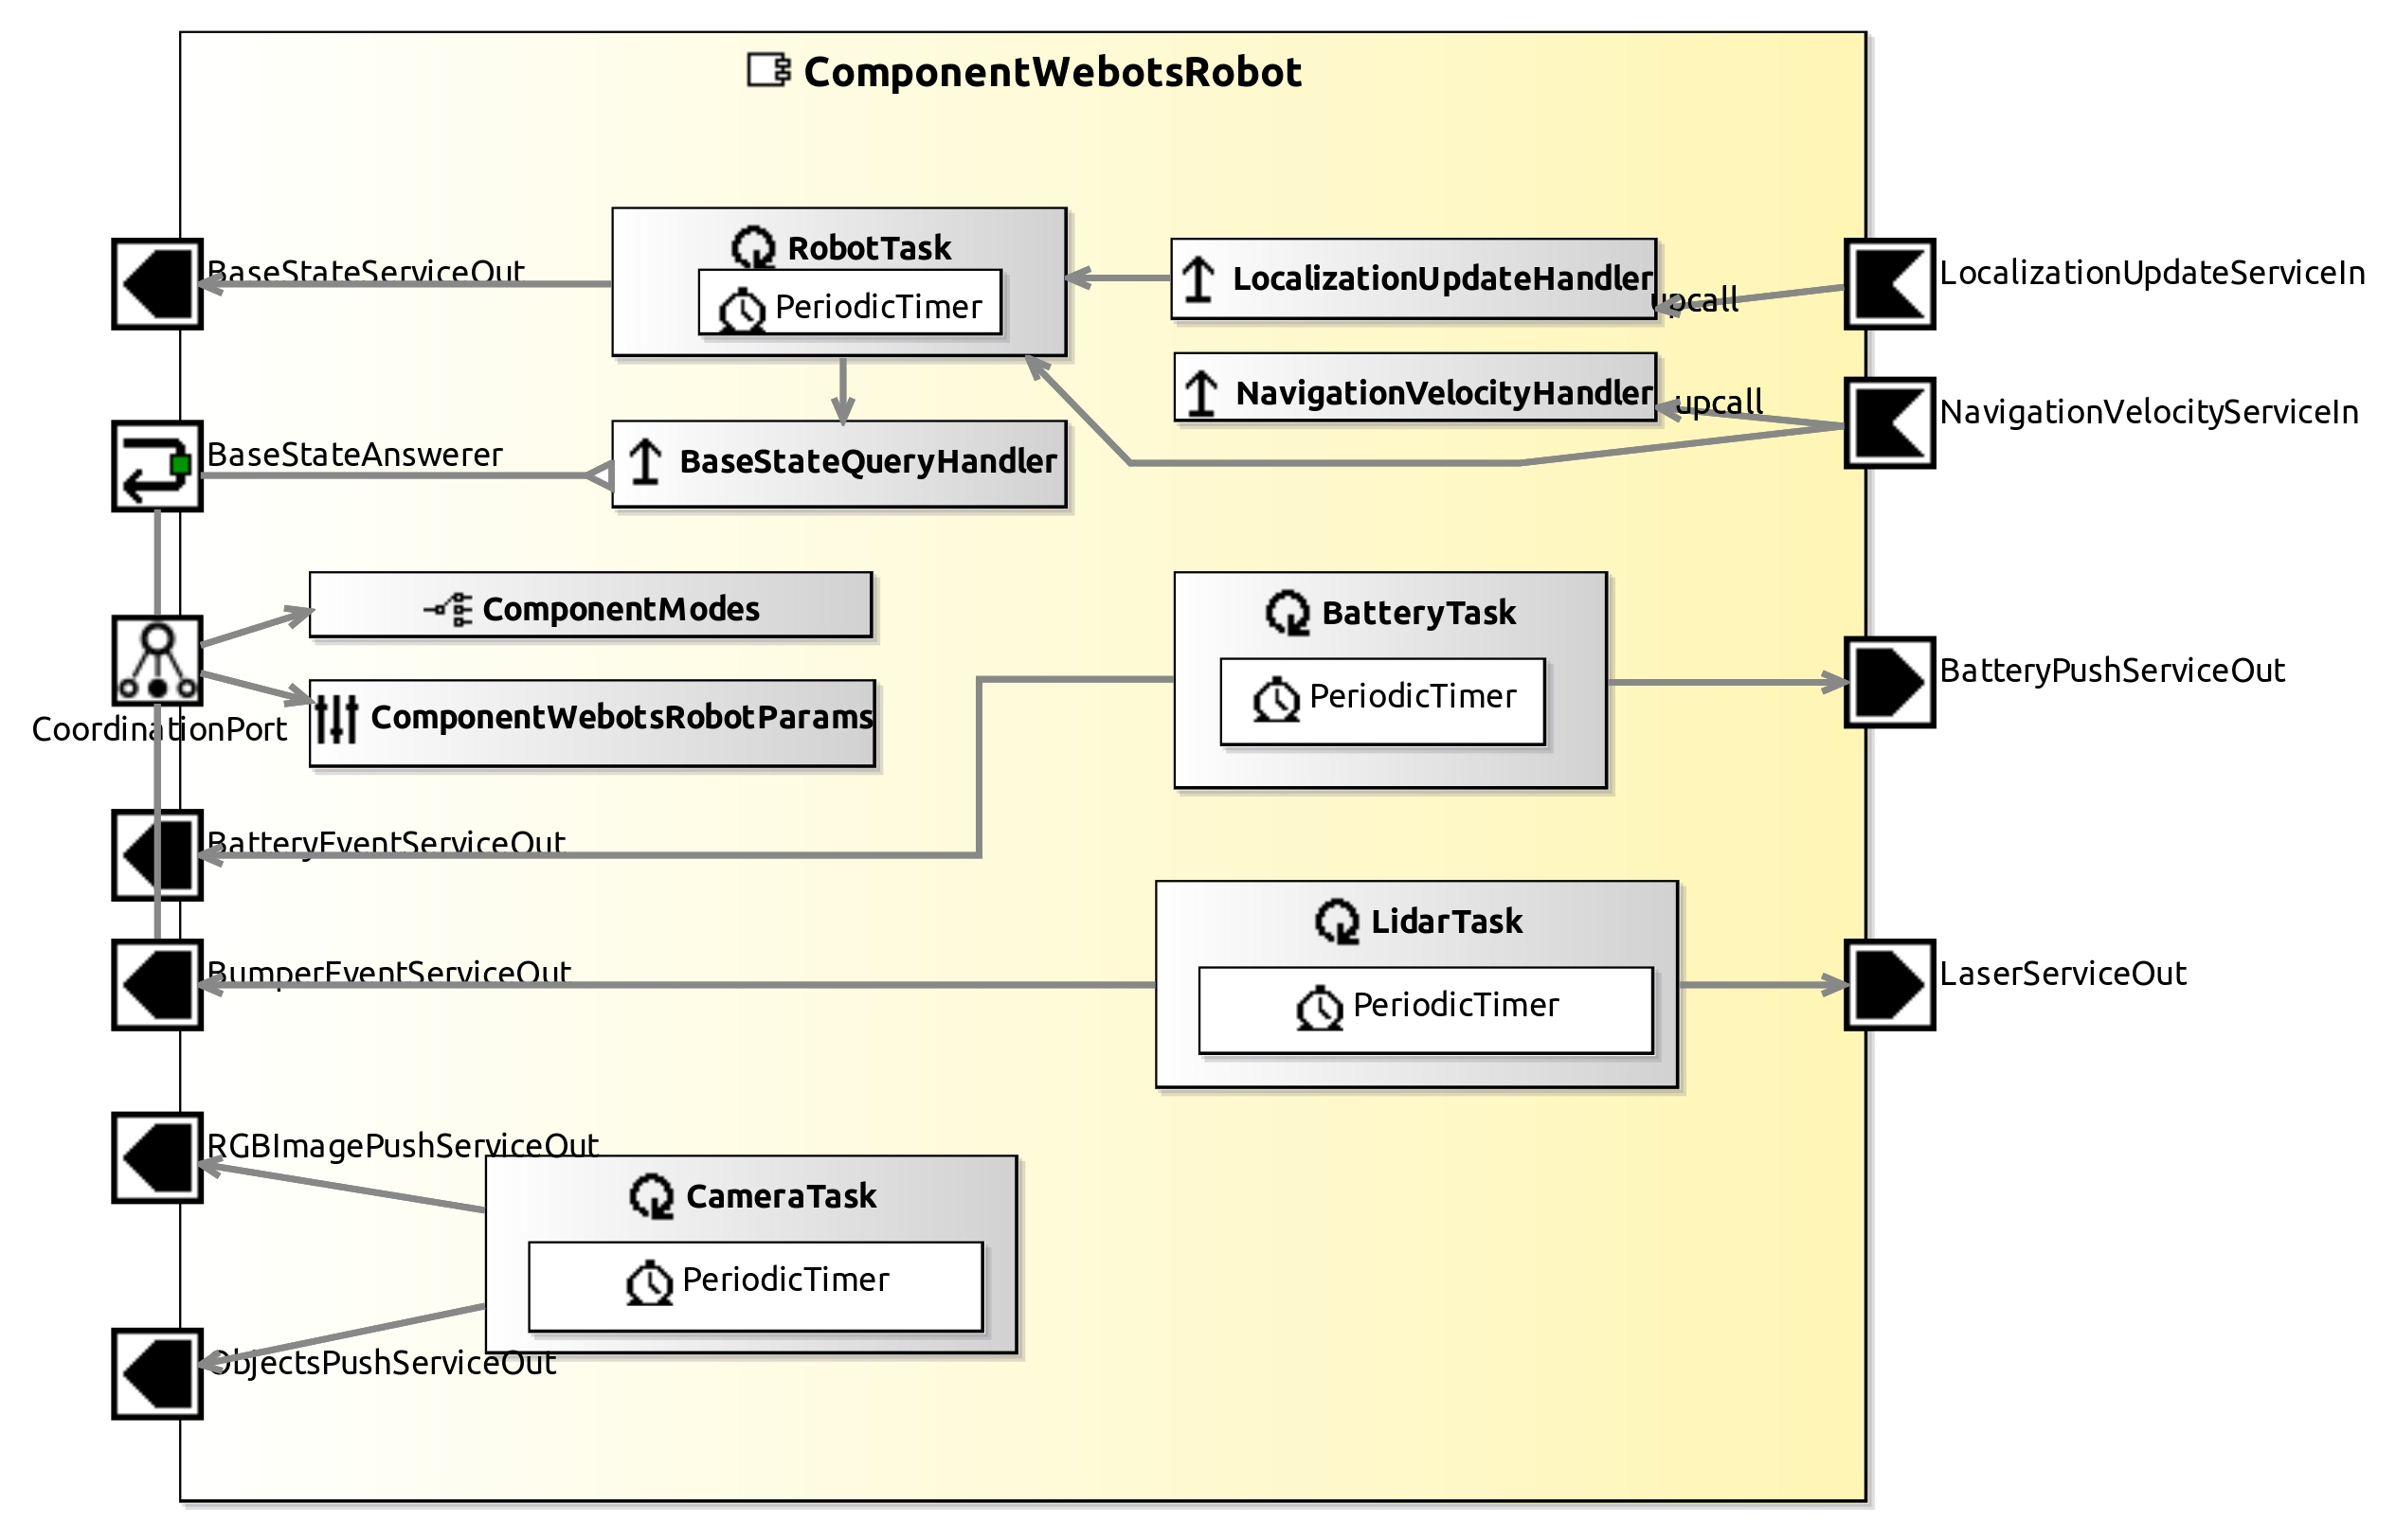 ComponentWebotsRobot
BaseStateServiceOut
RobotTask
PeriodicTimer
LocalizationUpdateHandler
upcall
LocalizationUpdateServiceIn
NavigationVelocityHandler
upcall
NavigationVelocityServiceIn
BaseStateAnswerer
BaseStateQueryHandler
ComponentModes
ComponentWebotsRobotParams
CoordinationPort
BatteryTask
PeriodicTimer
BatteryPushServiceOut
BatteryEventServiceOut
LidarTask
PeriodicTimer
BumperEventServiceOut
LaserServiceOut
RGBImagePushServiceOut
CameraTask
PeriodicTimer
ObjectsPushServiceOut